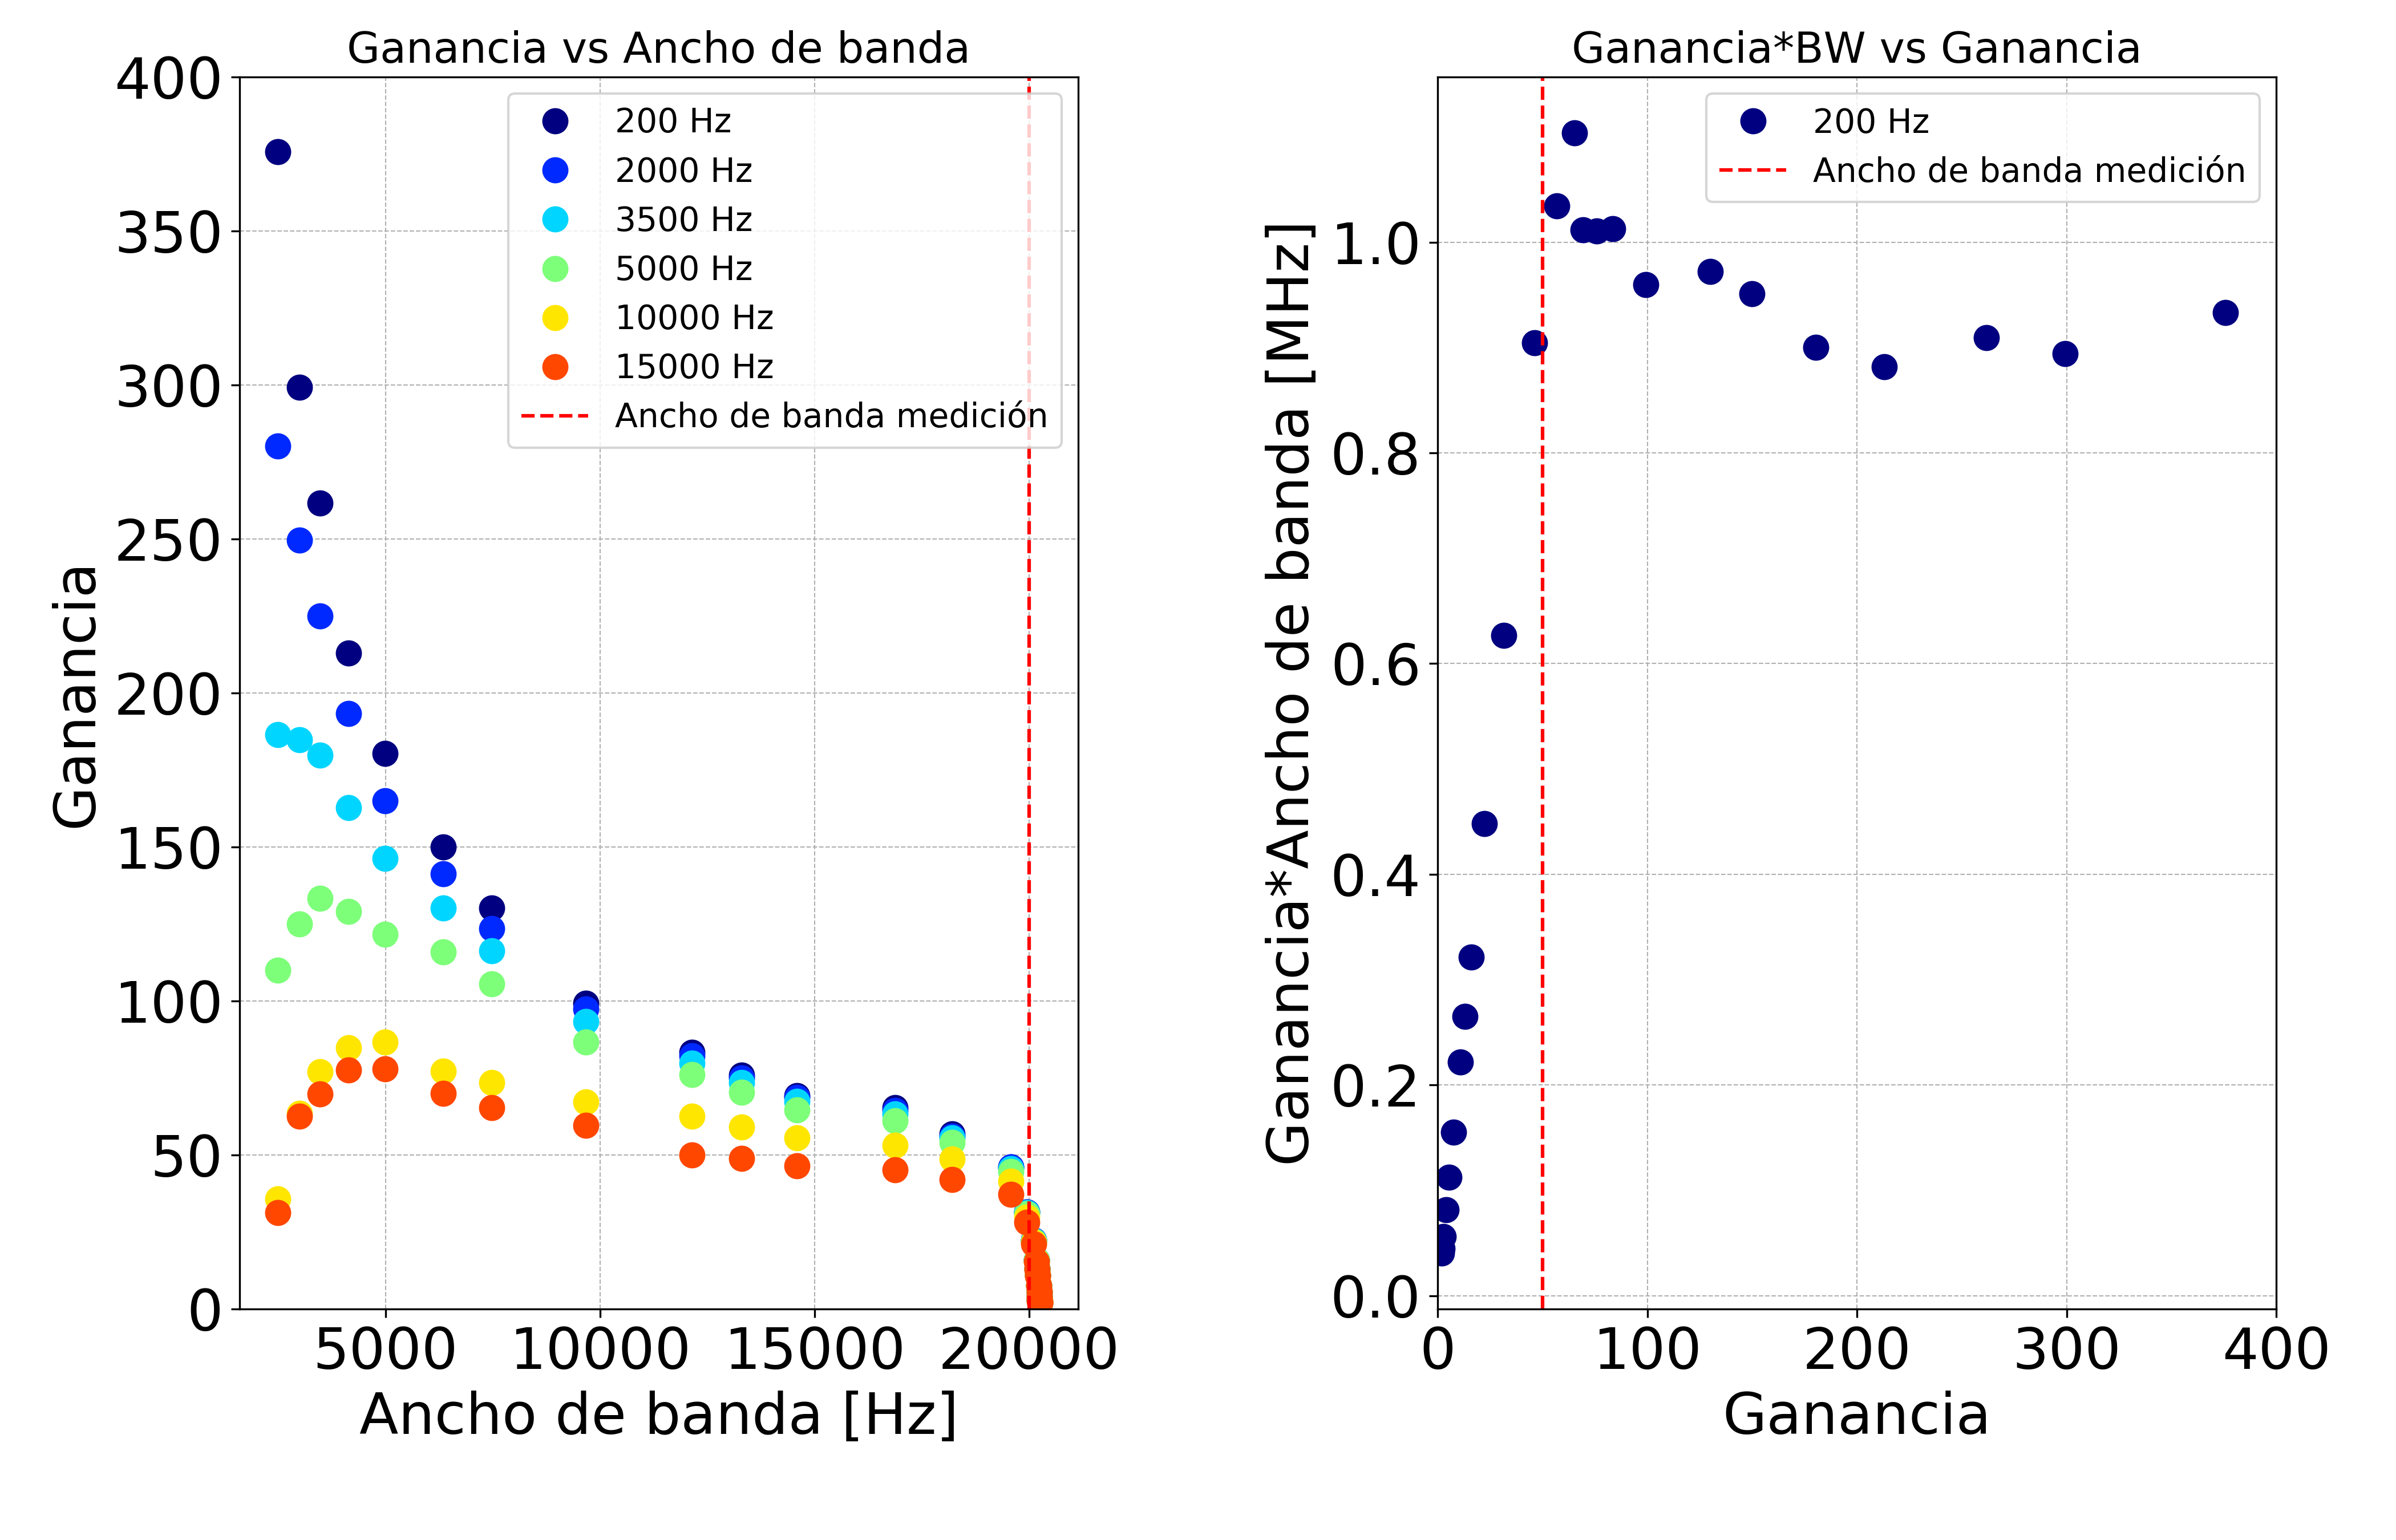 Ganancia vs Ancho de banda
400
350
300
250
200
150
100
50
0
Ganancia
200 Hz
2000 Hz
3500 Hz
5000 Hz
10000 Hz
15000 Hz
Ancho de banda medición
5000 10000 15000 20000
Ancho de banda [Hz]
Ganancia*BW vs Ganancia
200 Hz
Ancho de banda medición
1.0
0.8
0.6
0.4
0.2
0.0
Ganancia*Ancho de banda [MHz]
0 100 200 300 400
Ganancia